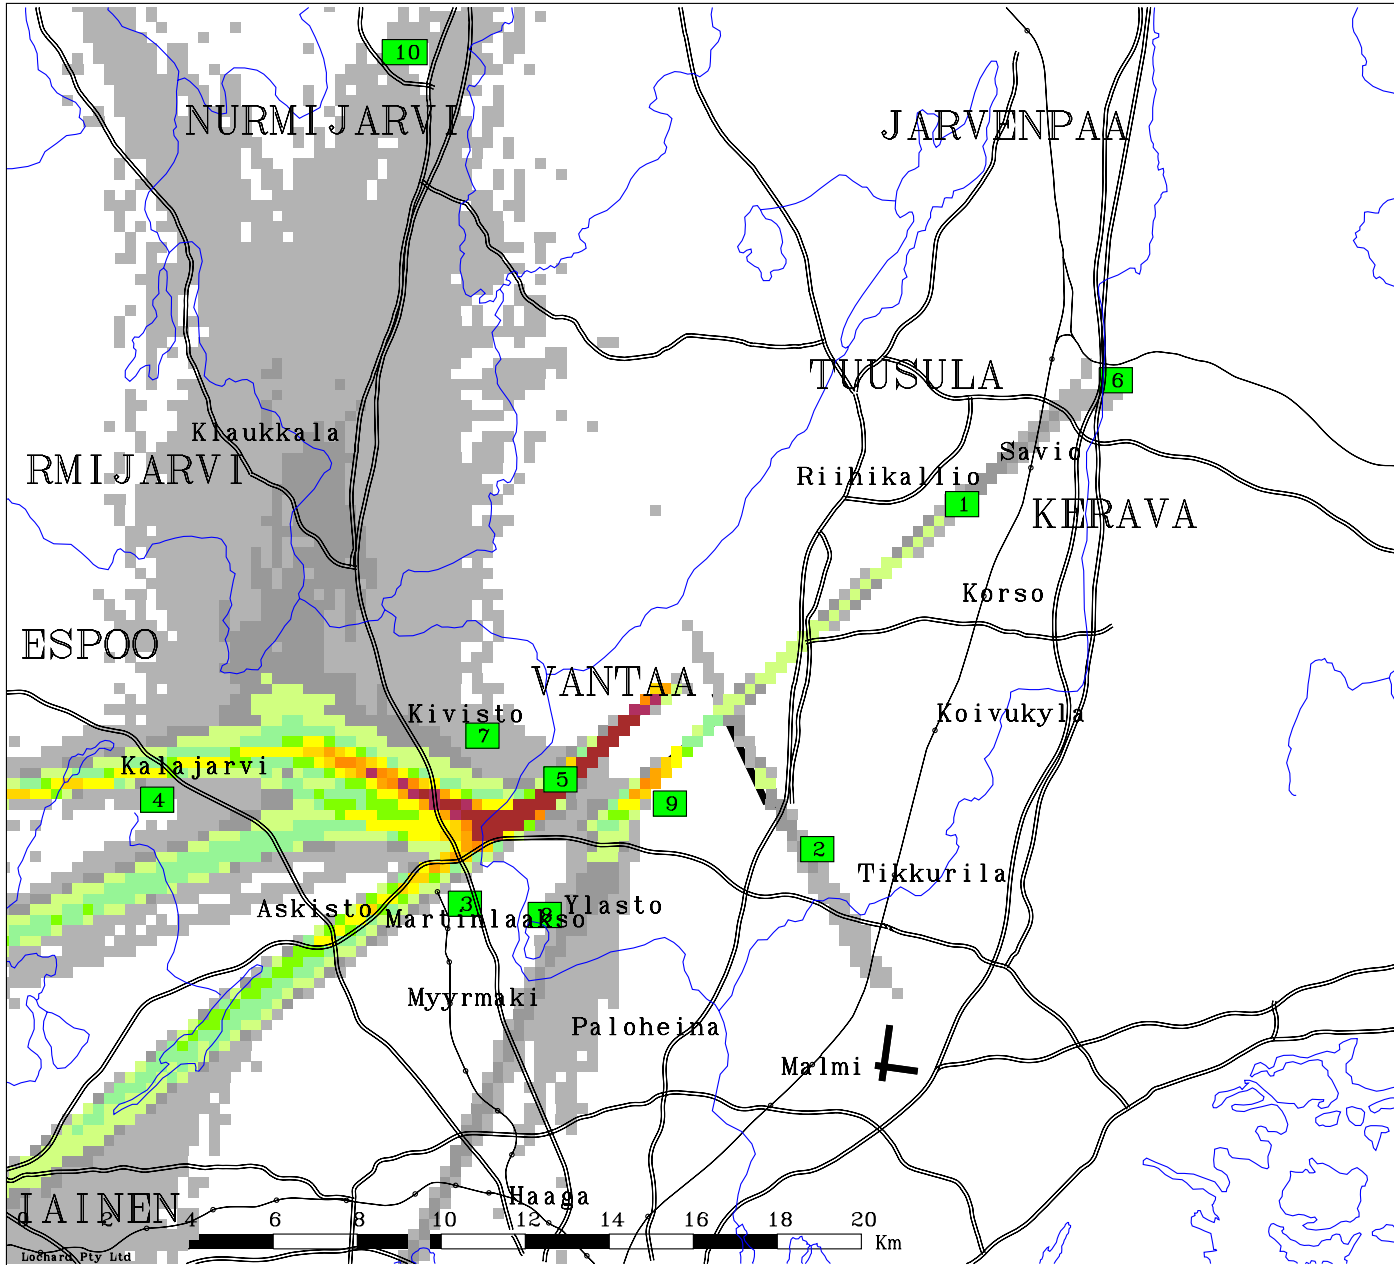 10
NURMIJARVI
JARVENPAA
TUUSULA
6
Klaukkala
Savio
RMIJARVI
Riihikallio
1
KERAVA
Korso
ESPOO
VANTAA
Kivisto
Koivukyla
7
Kalajarvi
5
4
9
2
Tikkurila
3
8
Ylasto
Askisto
Martinlaakso
Myyrmaki
Paloheina
Malmi
Haaga
IAINEN
0 2 4 6 8 10 12 14 16 18 20
Km
Lochard Pty Ltd